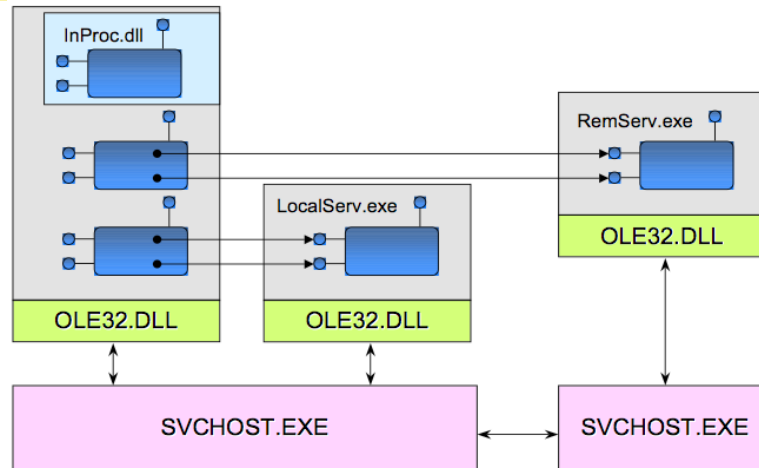 InProc.dll
RemServ.exe
LocalServ.exe
OLE32.DLL
OLE32.DLL
OLE32.DLL
SVCHOST.EXE
SVCHOST.EXE